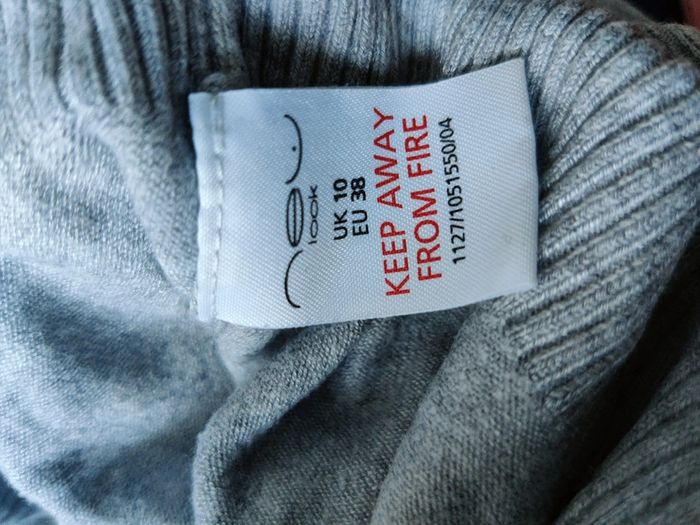 new
look
UK 10
EU 38
KEEP AWAY
FROM FIRE
1127/1051550/04